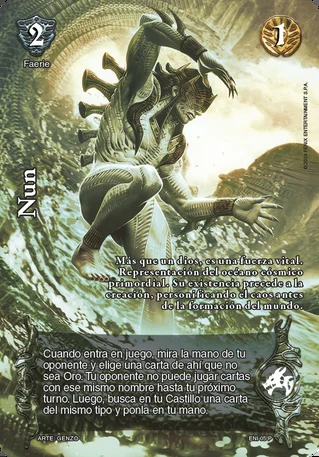 2
1
Faerie
©2023 FENIX ENTERTAINMENT S.P.A.
Nun
Más que un dios, es una fuerza vital.
Representación del océano cósmico
primordial. Su existencia precede a la
creación, personificando el caos antes
de la formación del mundo.
Cuando entra en juego, mira la mano de tu
oponente y elige una carta de ahí que no
sea Oro. Tu oponente no puede jugar cartas
con ese mismo nombre hasta tu próximo
turno. Luego, busca en tu Castillo una carta
del mismo tipo y ponla en tu mano.
ARTE: GENZO